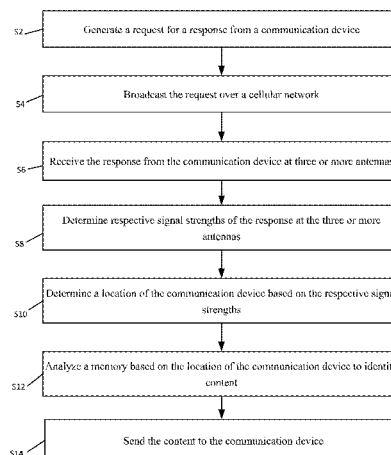 S2
Generate a request for a response from a communication device
S4
Broadcast the request over a cellular network
S6
Receive the response from the communication device at three or more antennas
S8
Determine respective signal strengths of the response at the three or more
antennas
S10
Determine a location of the communication device based on the respective signal
strengths
S12
Analyze a memory based on the location of the communication device to identify
content
S14
Send the content to the communication device